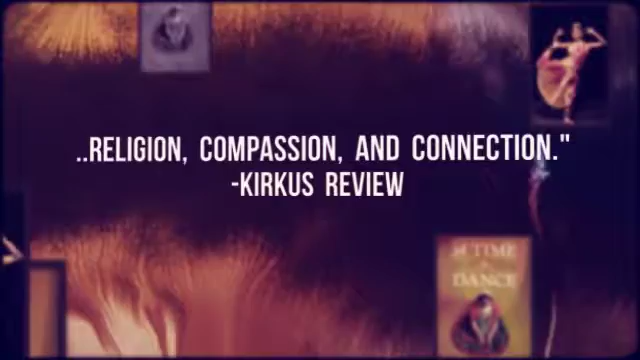 ..RELIGION, COMPASSION, AND CONNECTION."
-KIRKUS REVIEW
TIME
DANCE